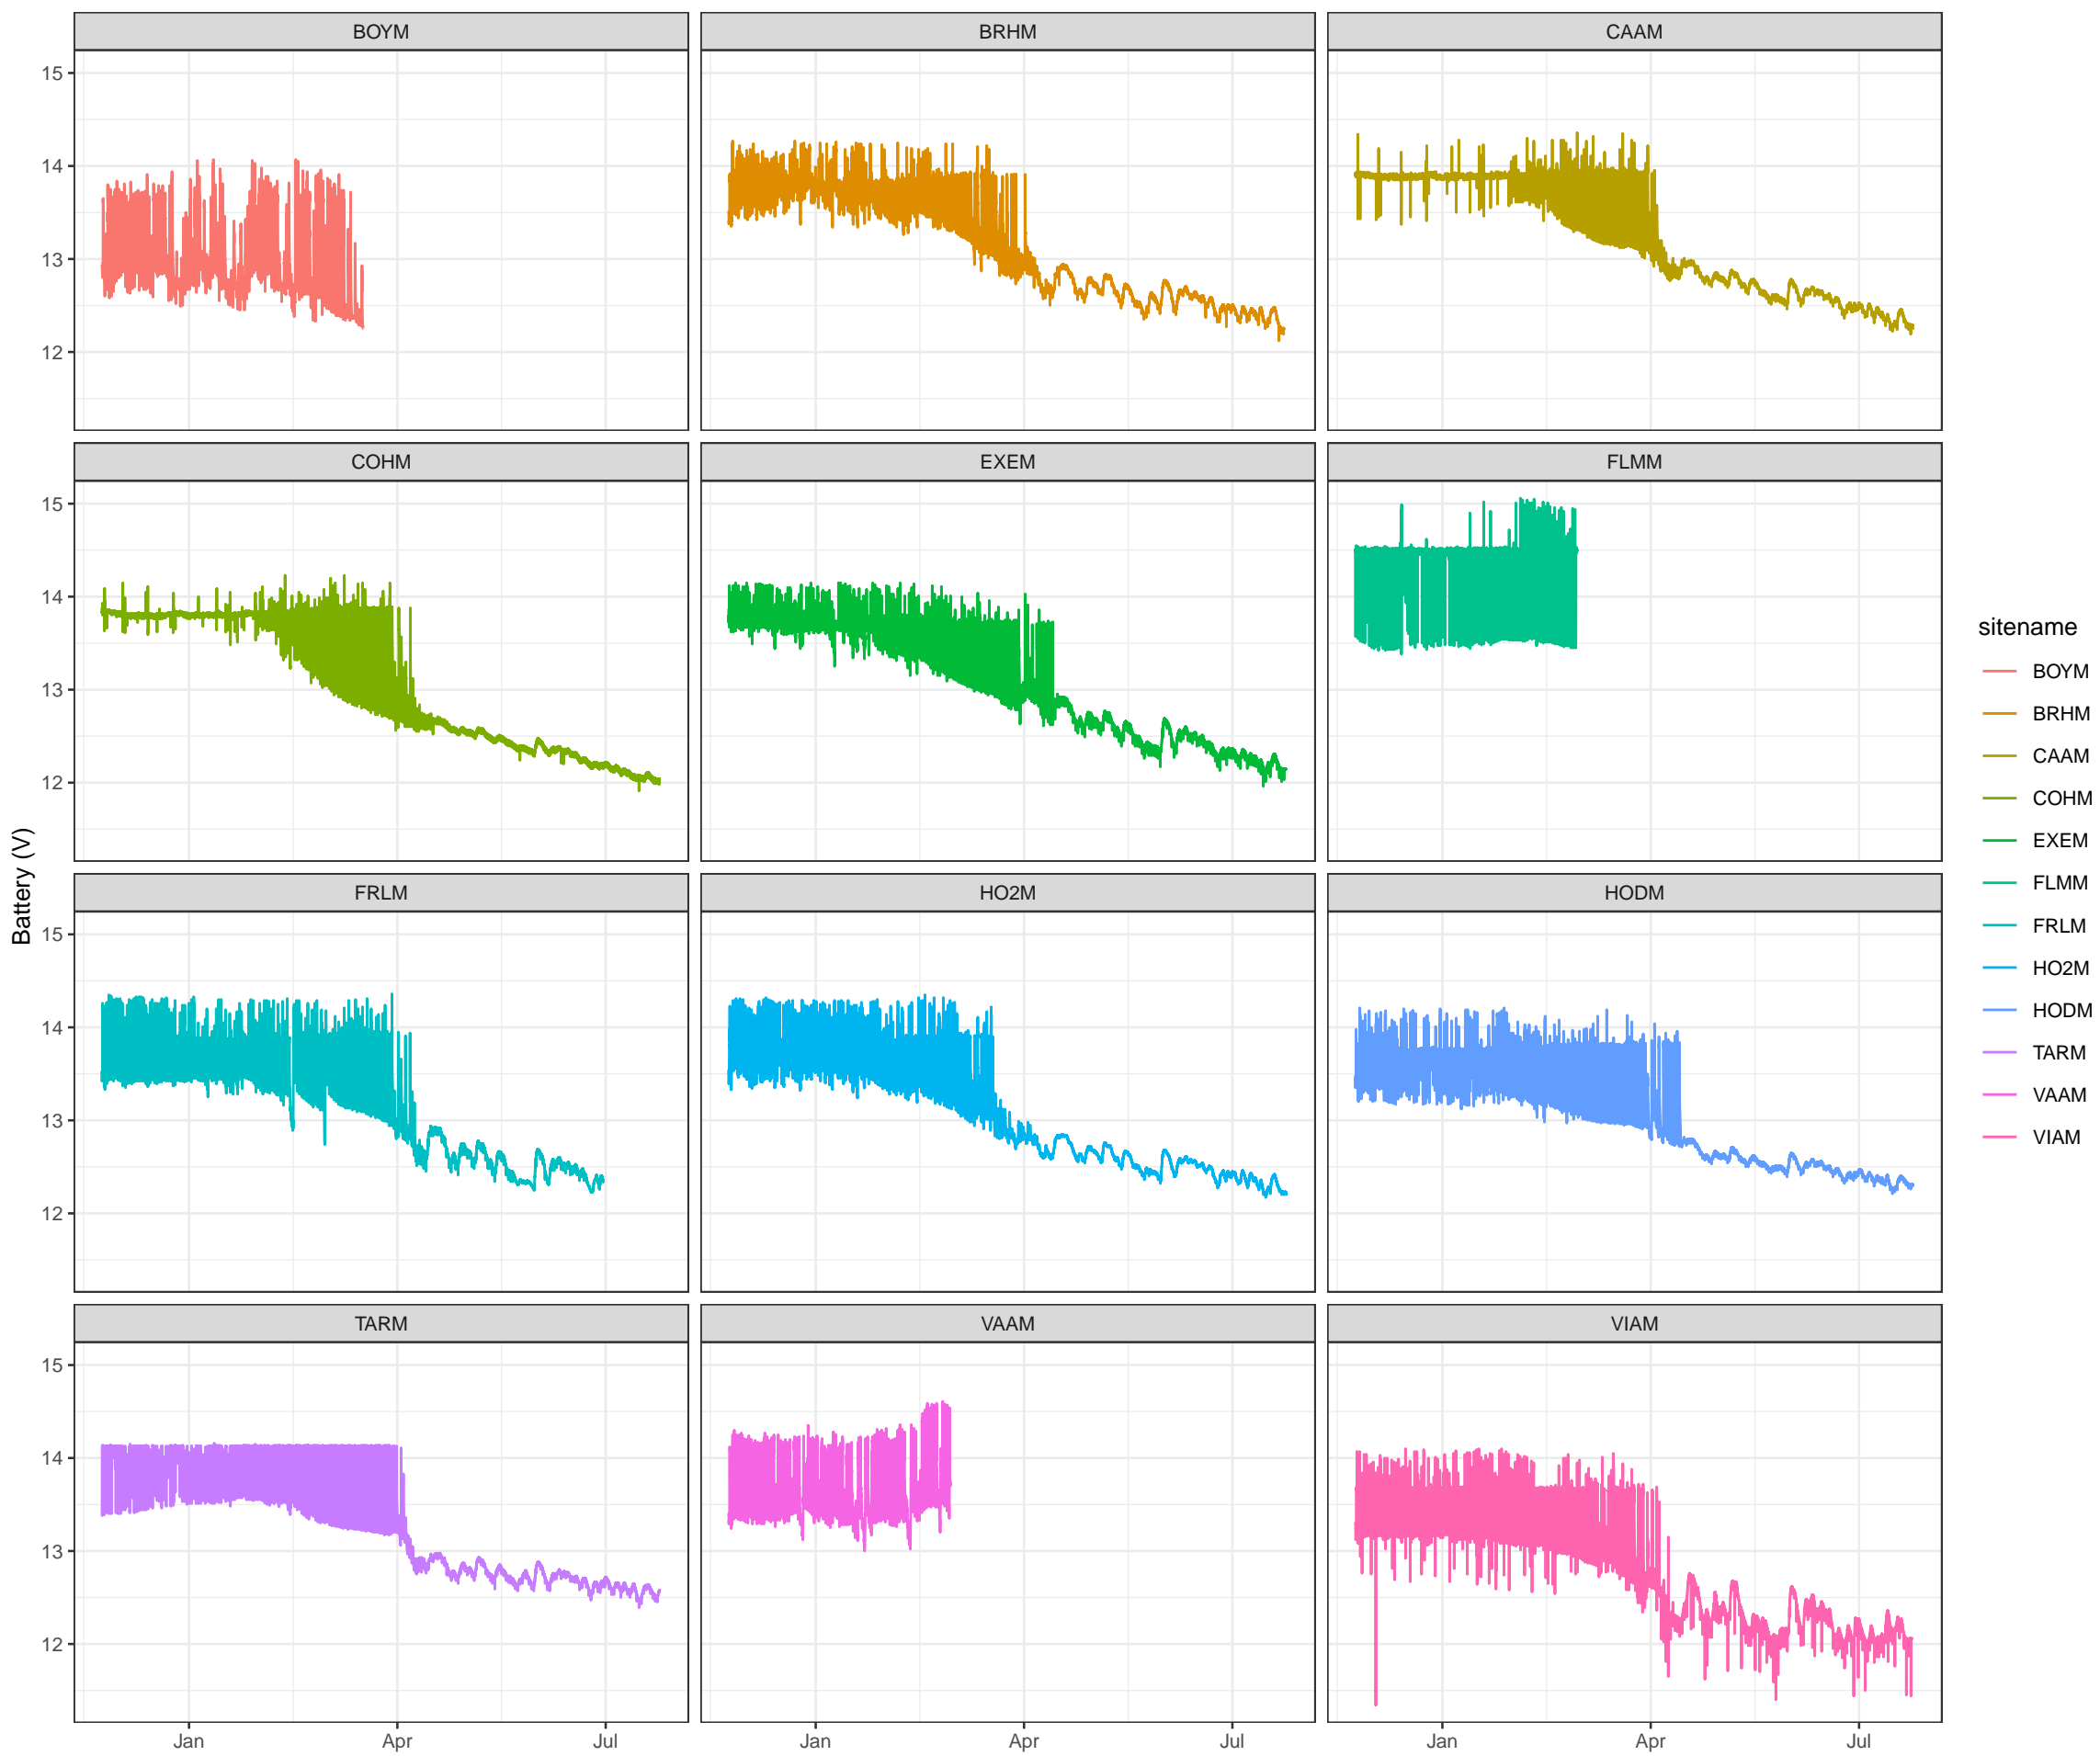 BOYM
BRHM
CAAM
15
14
13
12
COHM
EXEM
FLMM
15
14
13
12
FRLM
HO2M
HODM
15
14
13
12
TARM
VAAM
VIAM
15
14
13
12
Jan
Apr
Jul
Jan
Apr
Jul
Jan
Apr
Jul
Battery (V)
sitename
BOYM
BRHM
CAAM
COHM
EXEM
FLMM
FRLM
HO2M
HODM
TARM
VAAM
VIAM